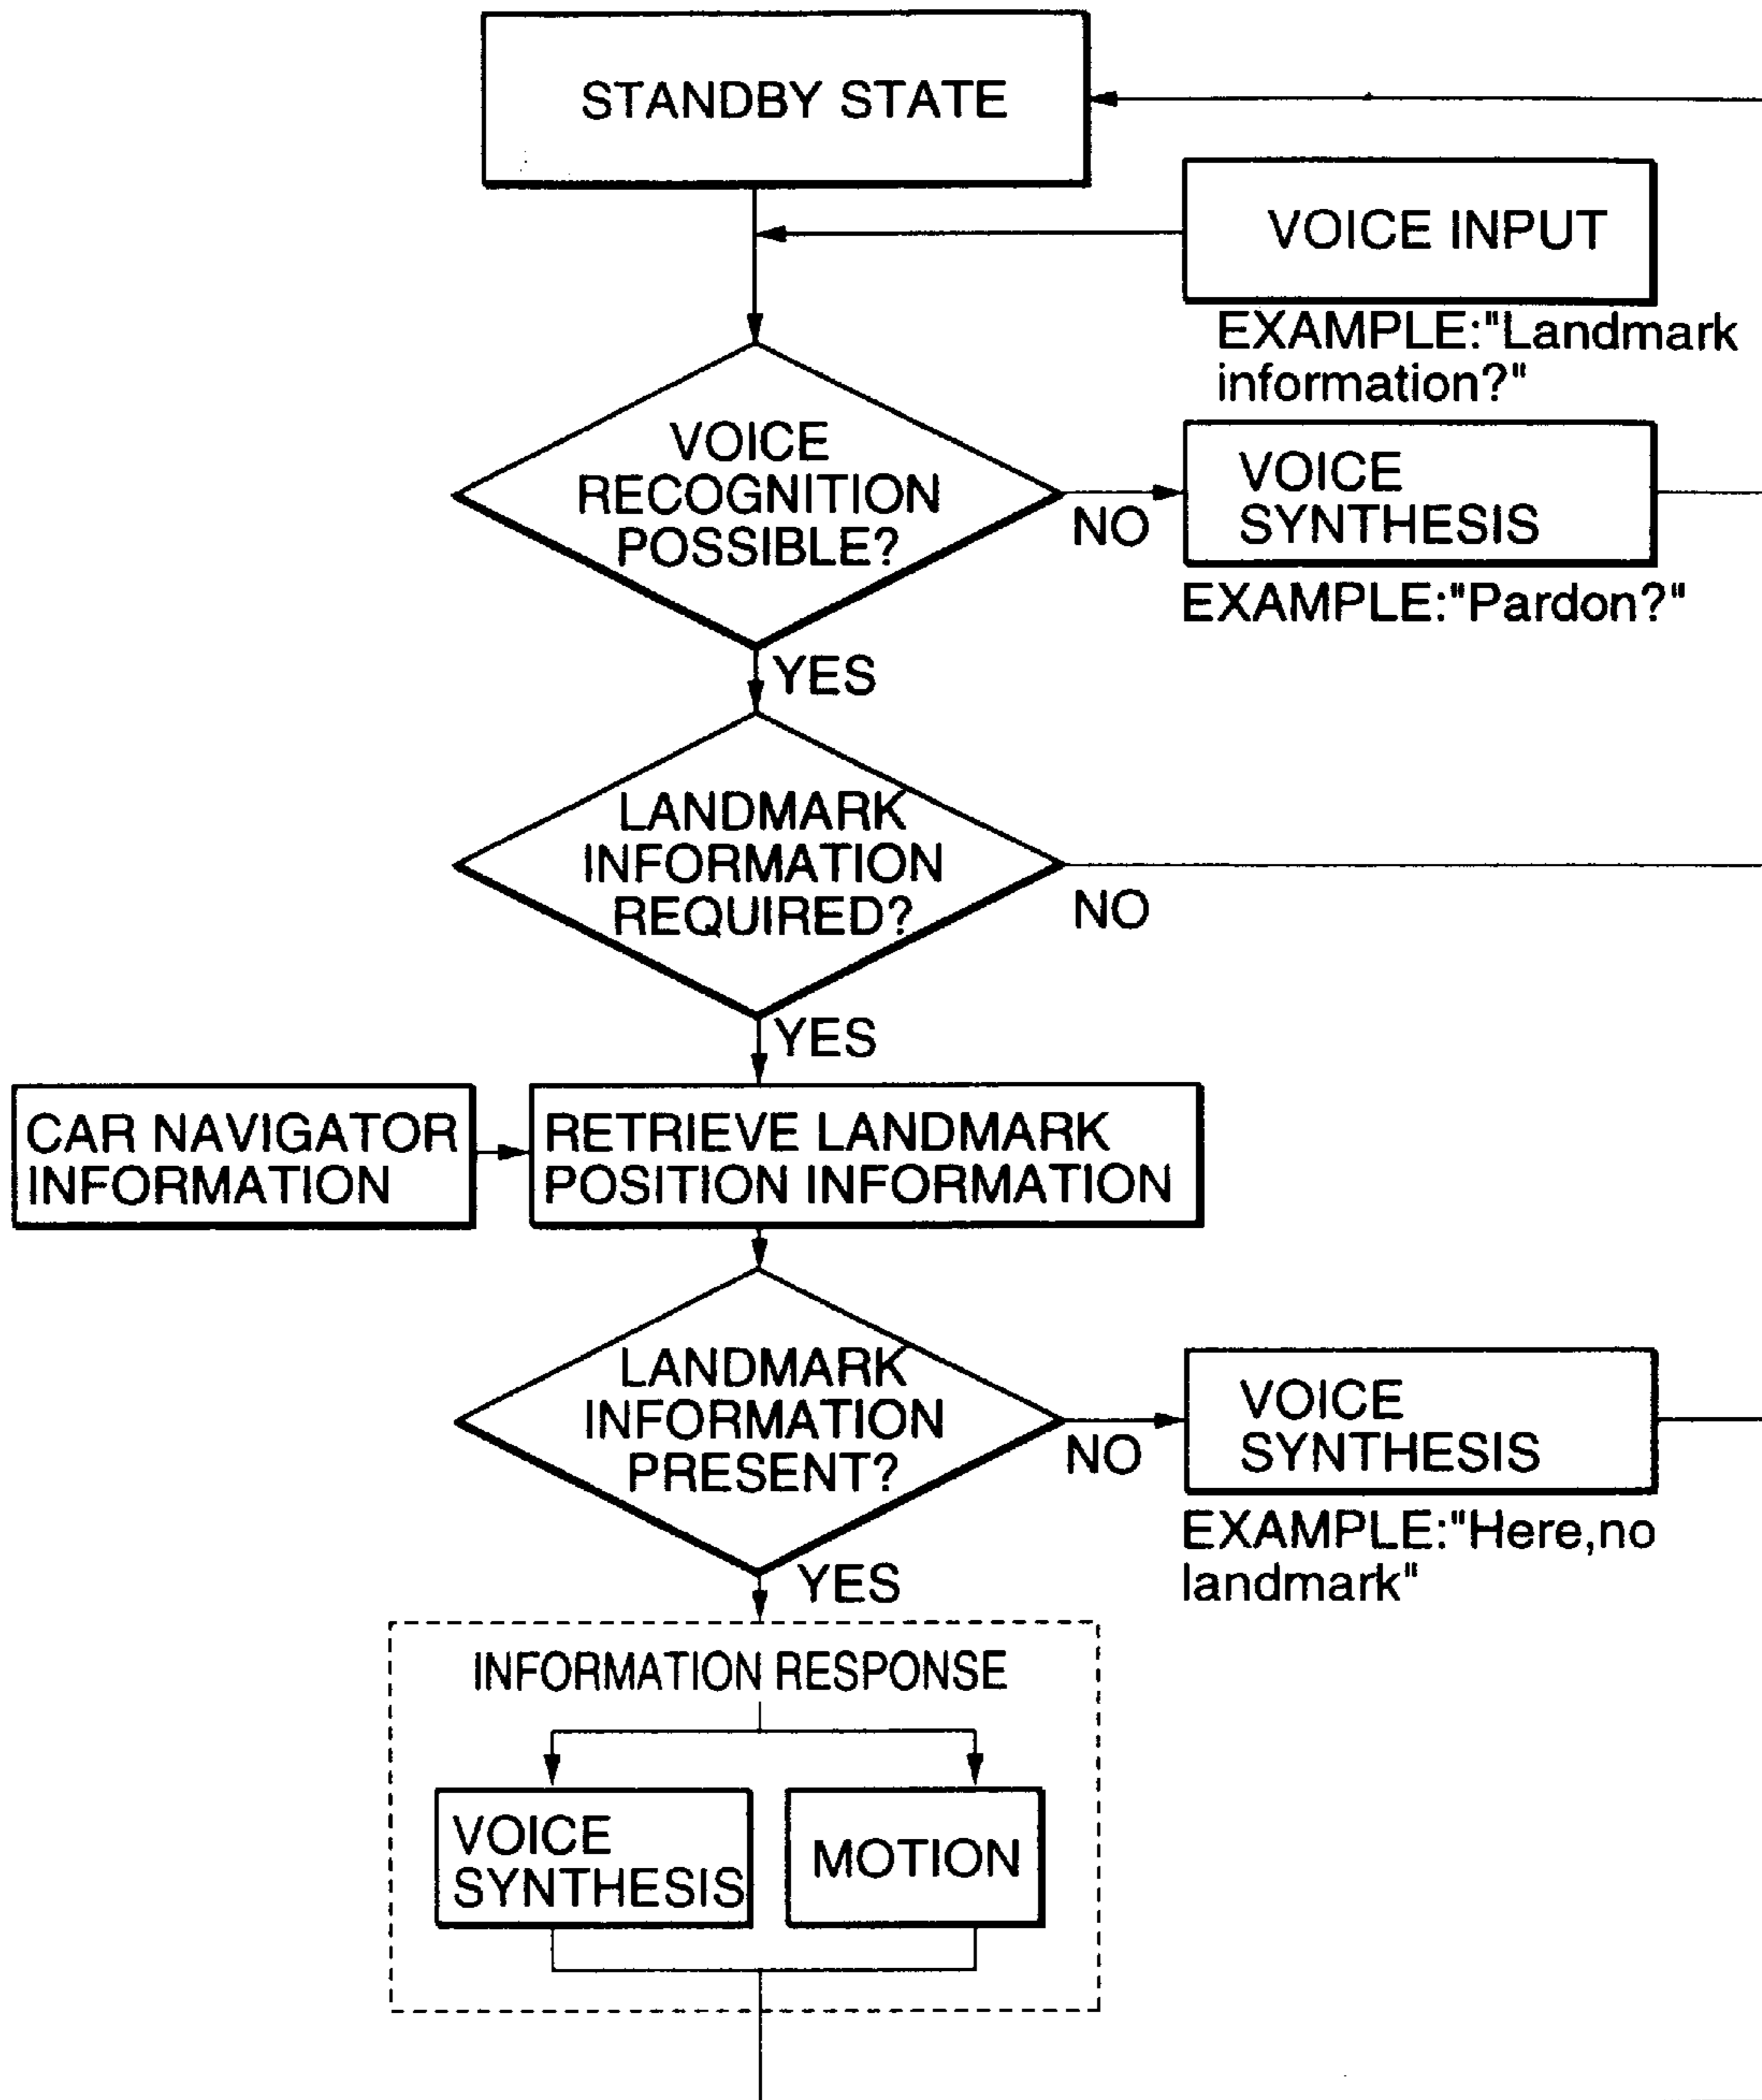 STANDBY STATE
VOICE INPUT
EXAMPLE:"Landmark
information?"
VOICE
RECOGNITION
POSSIBLE?
NO
VOICE
SYNTHESIS
EXAMPLE:"Pardon?"
YES
LANDMARK
INFORMATION
REQUIRED?
NO
YES
CAR NAVIGATOR
INFORMATION
RETRIEVE LANDMARK
POSITION INFORMATION
LANDMARK
INFORMATION
PRESENT?
NO
VOICE
SYNTHESIS
EXAMPLE:"Here,no
landmark"
YES
INFORMATION RESPONSE
VOICE
SYNTHESIS
MOTION